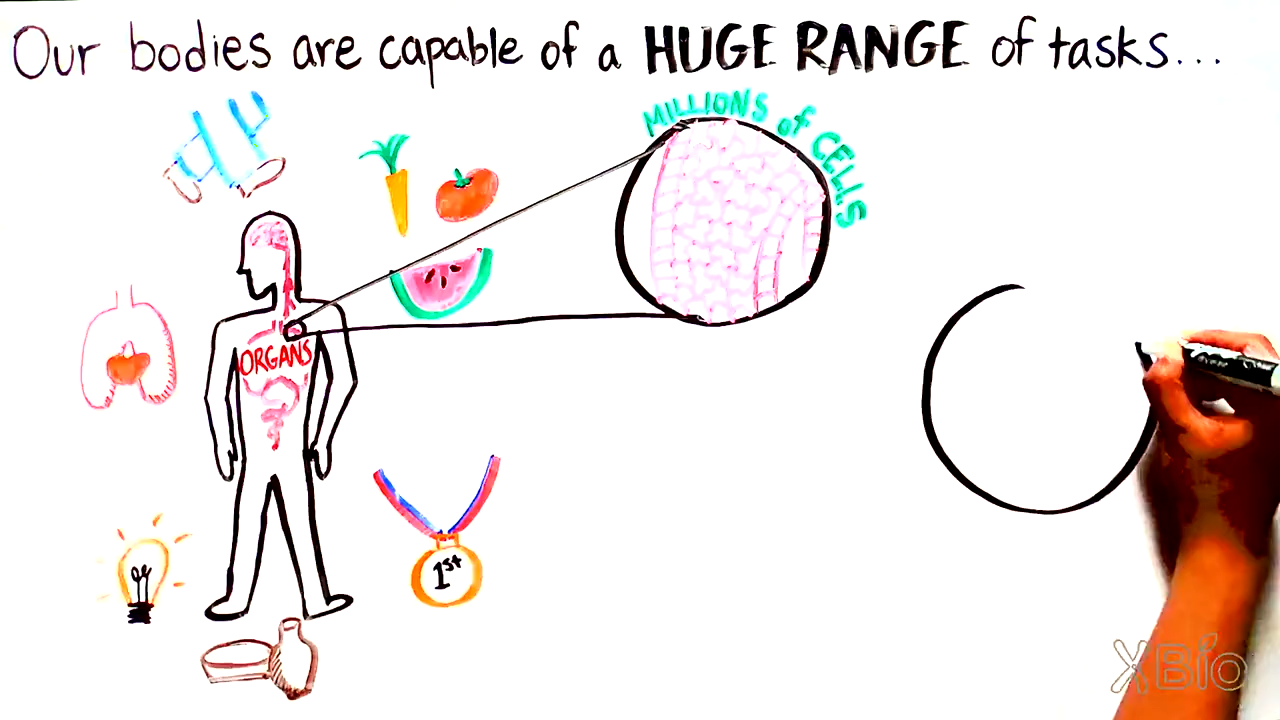 Our bodies are capable of a HUGE RANGE of tasks...
MILLIONS of CELLS
ORGANS
1st
XBio